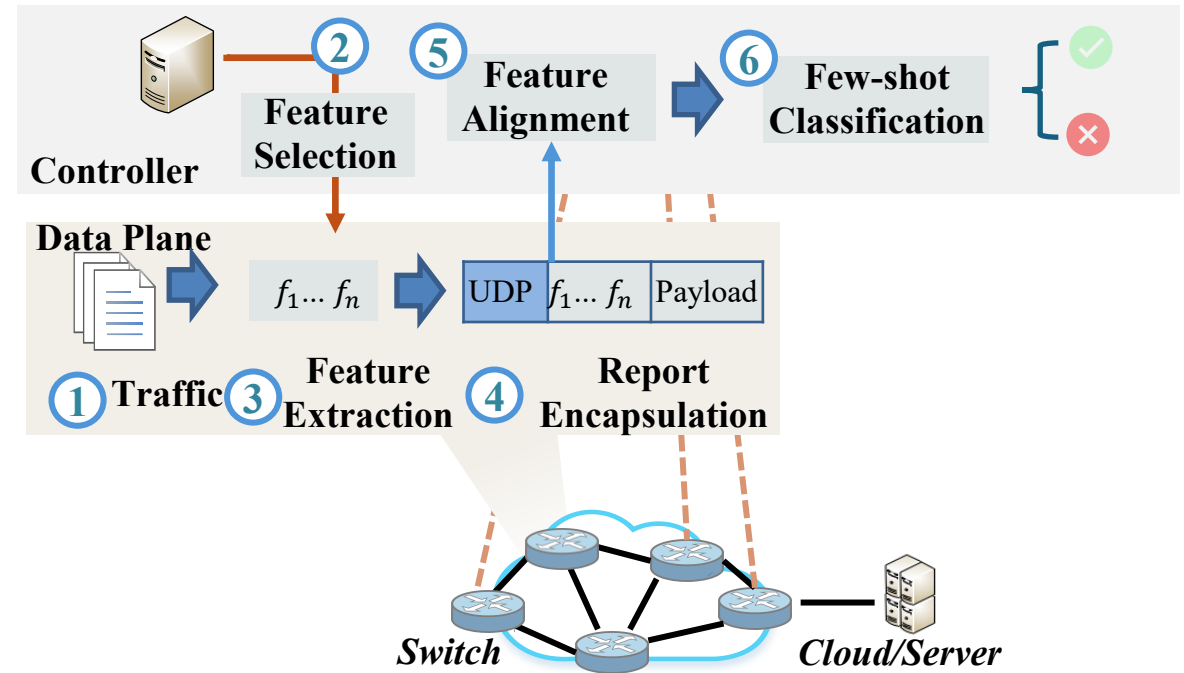 2
Feature
Selection
5
Feature
Alignment
6
Few-shot
Classification
Controller
Data Plane
f₁… fₙ
UDP
f₁… fₙ
Payload
1
Traffic
3
Feature
Extraction
4
Report
Encapsulation
Switch
Cloud/Server